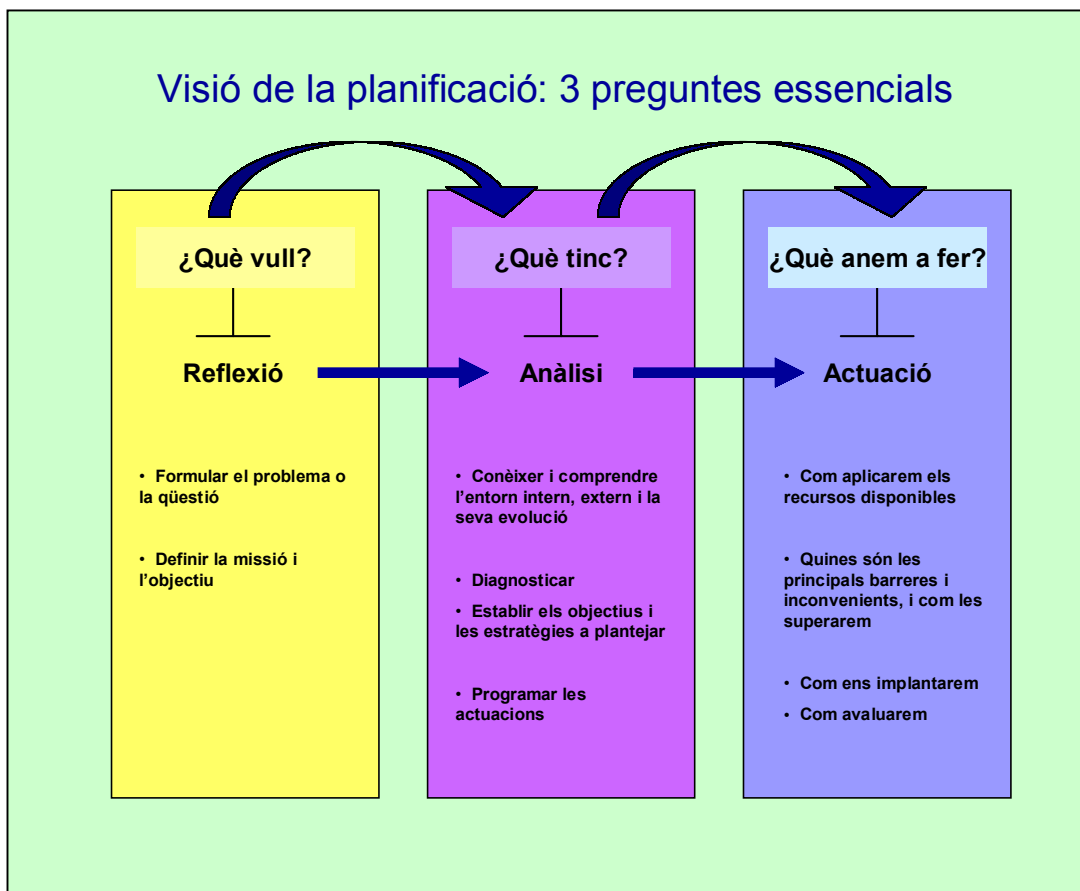 Visió de la planificació: 3 preguntes essencials
¿Què vull?
Reflexió
• Formular el problema o
la qüestió
• Definir la missió i
l’objectiu
¿Què tinc?
Anàlisi
• Conèixer i comprendre
l’entorn intern, extern i la
seva evolució
• Diagnosticar
• Establir els objectius i
les estratègies a plantejar
• Programar les
actuacions
¿Què anem a fer?
Actuació
• Com aplicarem els
recursos disponibles
• Quines són les
principals barreres i
inconvenients, i com les
superarem
• Com ens implantarem
• Com avaluarem